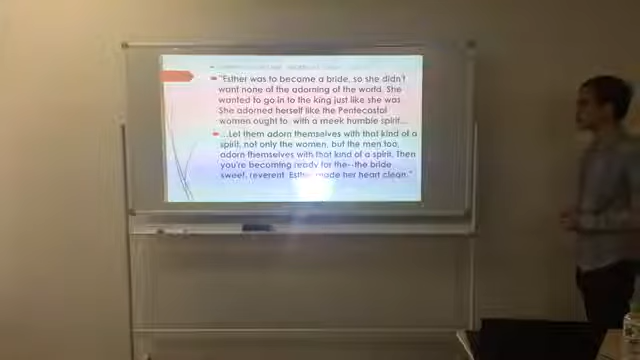 "Esther was to become a bride, so she didn't
want none of the adorning of the world. She
wanted to go in to the king just like she was
She adorned herself like the Pentecostal
women ought to with a meek humble spirit...
...Let them adorn themselves with that kind of a
spirit, not only the women, but the men too,
adorn themselves with that kind of a spirit. Then
you're becoming ready for the--the bride
sweet, reverent Esther made her heart clean."